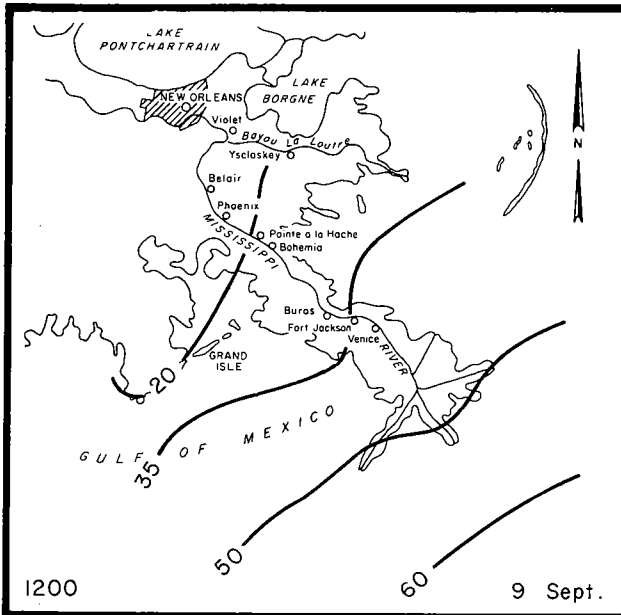 LAKE
PONTCHARTRAIN
NEW ORLEANS
LAKE
BORGNE
Violet
Bayou La Loutre
Yscloskey
Belair
Phoenix
MISSISSIPPI
Pointe a la Hache
Bohemia
N
Buras
Fort Jackson
Venice
RIVER
GRAND
ISLE
20
GULF OF MEXICO
35
50
60
1200
9 Sept.